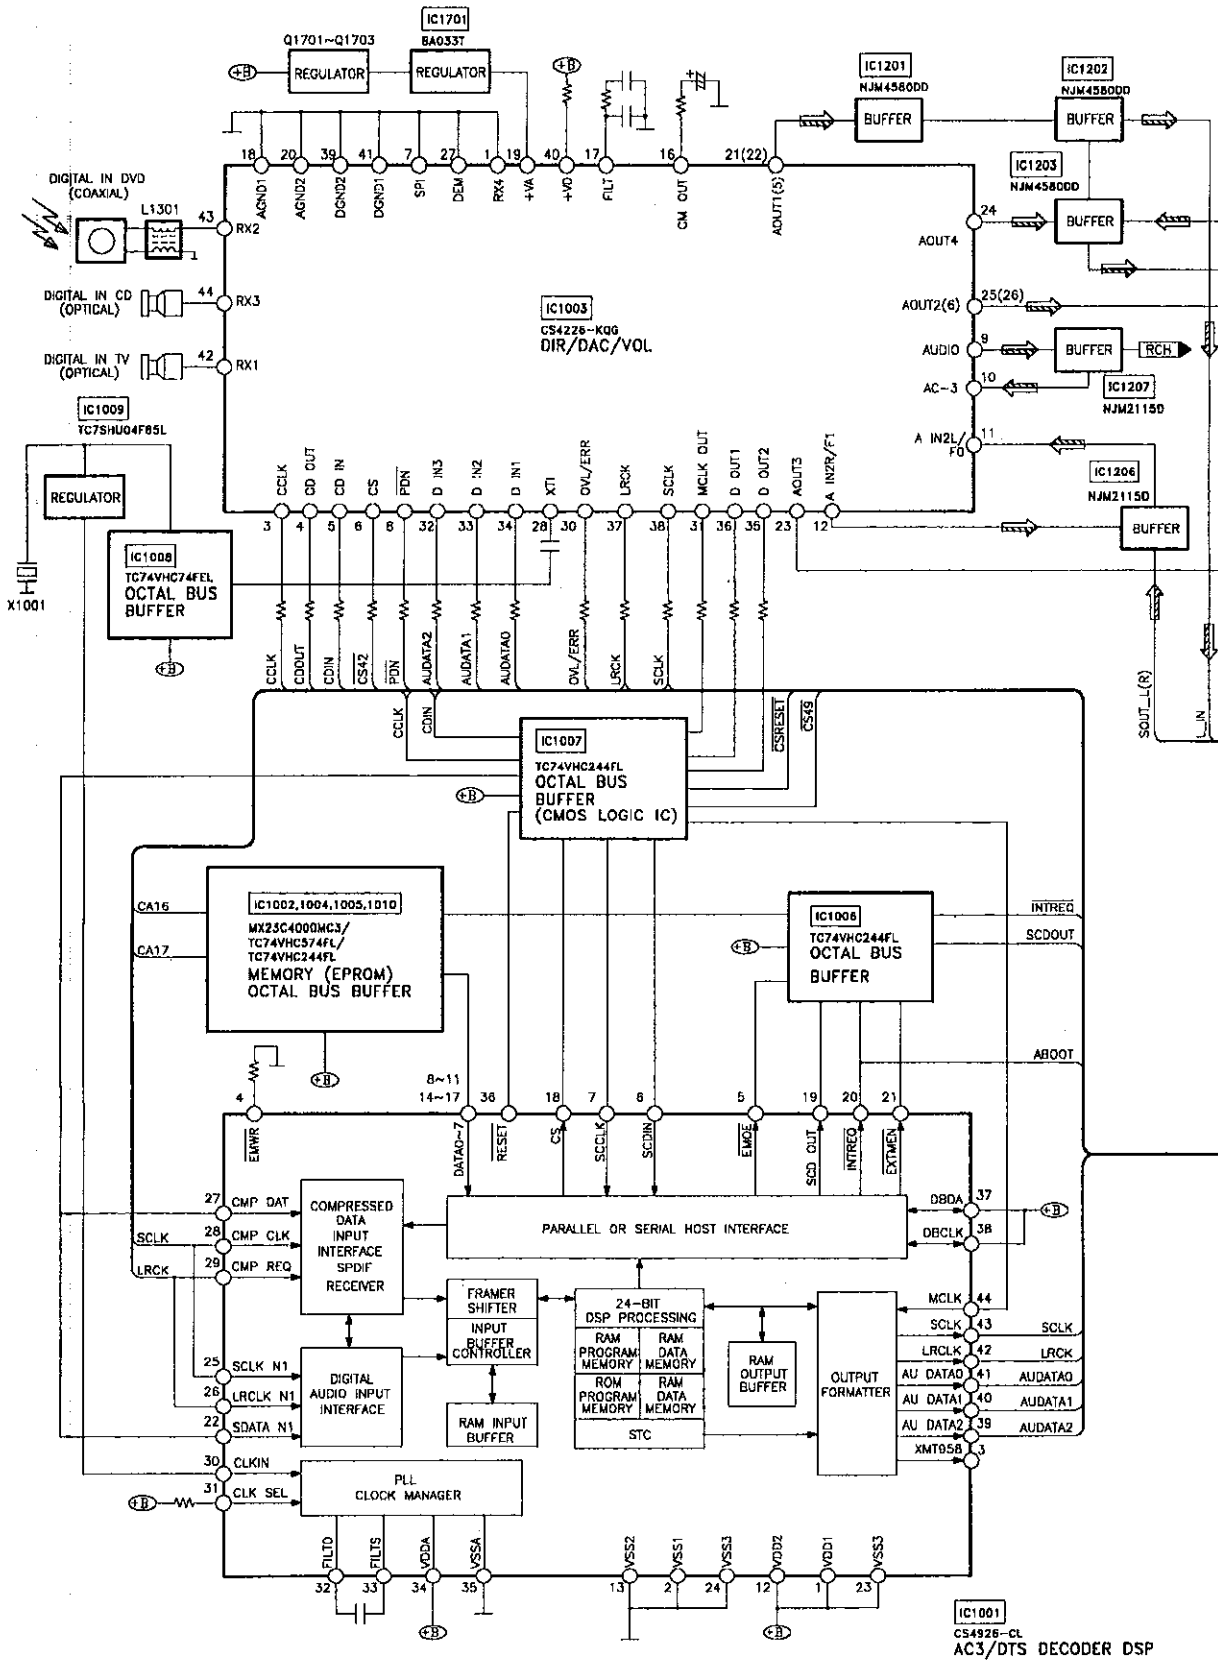 IC1701
Q1701~Q1703
BA033T
+B
REGULATOR
REGULATOR
+B
+
IC1201
NJM4580DD
BUFFER
IC1202
NJM4580DD
BUFFER
18
20
39
41
7
27
1
19
40
17
16
21(22)
AGND1
AGND2
DGND2
DGND1
SPI
DEM
RX4
+VA
+VD
FILT
CM OUT
AOUT1(5)
IC1203
NJM4580DD
BUFFER
DIGITAL IN DVD
(COAXIAL)
L1301
43
RX2
24
AOUT4
DIGITAL IN CD
(OPTICAL)
44
RX3
IC1003
CS4226-KQG
DIR/DAC/VOL
AOUT2(6)
25(26)
DIGITAL IN TV
(OPTICAL)
42
RX1
AUDIO
9
BUFFER
RCH
AC-3
10
IC1207
NJM2115D
IC1009
TC7SHU04F85L
A IN2L/
F0
11
REGULATOR
IC1206
NJM2115D
BUFFER
CCLK
CD OUT
CD IN
CS
PDN
D IN3
D IN2
D IN1
XTI
OVL/ERR
LRCK
SCLK
MCLK OUT
D OUT1
D OUT2
AOUT3
A IN2R/F1
3
4
5
6
8
32
33
34
28
30
37
38
31
36
35
23
12
IC1008
TC74VHC74FEL
OCTAL BUS
BUFFER
X1001
+B
CCLK
CDOUT
CDIN
CS42
PDN
AUDATA2
AUDATA1
AUDATA0
OVL/ERR
LRCK
SCLK
SOUT_L(R)
L_IN
CCLK
CDIN
CSRESET
CS49
IC1007
TC74VHC244FL
OCTAL BUS
BUFFER
(CMOS LOGIC IC)
+B
CA16
CA17
IC1002,1004,1005,1010
MX23C4000MC3/
TC74VHC574FL/
TC74VHC244FL
MEMORY (EPROM)
OCTAL BUS BUFFER
+B
+B
IC1006
TC74VHC244FL
OCTAL BUS
BUFFER
INTREQ
SCDOUT
ABOOT
4
8~11
14~17
36
18
7
6
5
19
20
21
EMWR
DATA0~7
RESET
CS
SCCLK
SCDIN
EMOE
SCD OUT
INTREQ
EXTMEN
27
CMP DAT
SCLK
28
CMP CLK
LRCK
29
CMP REQ
COMPRESSED
DATA
INPUT
INTERFACE
SPDIF
RECEIVER
PARALLEL OR SERIAL HOST INTERFACE
DBDA
37
DBCLK
38
+B
FRAMER
SHIFTER
INPUT
BUFFER
CONTROLLER
24-BIT
DSP PROCESSING
RAM
PROGRAM
MEMORY
RAM
DATA
MEMORY
ROM
PROGRAM
MEMORY
RAM
DATA
MEMORY
STC
RAM
OUTPUT
BUFFER
OUTPUT
FORMATTER
MCLK
44
SCLK
43
SCLK
LRCLK
42
LRCK
AU DATA0
41
AUDATA0
AU DATA1
40
AUDATA1
AU DATA2
39
AUDATA2
XMT958
3
25
SCLK N1
26
LRCLK N1
22
SDATA N1
DIGITAL
AUDIO INPUT
INTERFACE
RAM INPUT
BUFFER
30
CLKIN
31
CLK SEL
+B
PLL
CLOCK MANAGER
FILTD
FILTS
VDDA
VSSA
VSS2
VSS1
VSS3
VDD2
VDD1
VSS3
32
33
34
35
13
2
24
12
1
23
+B
+B
IC1001
CS4926-CL
AC3/DTS DECODER DSP